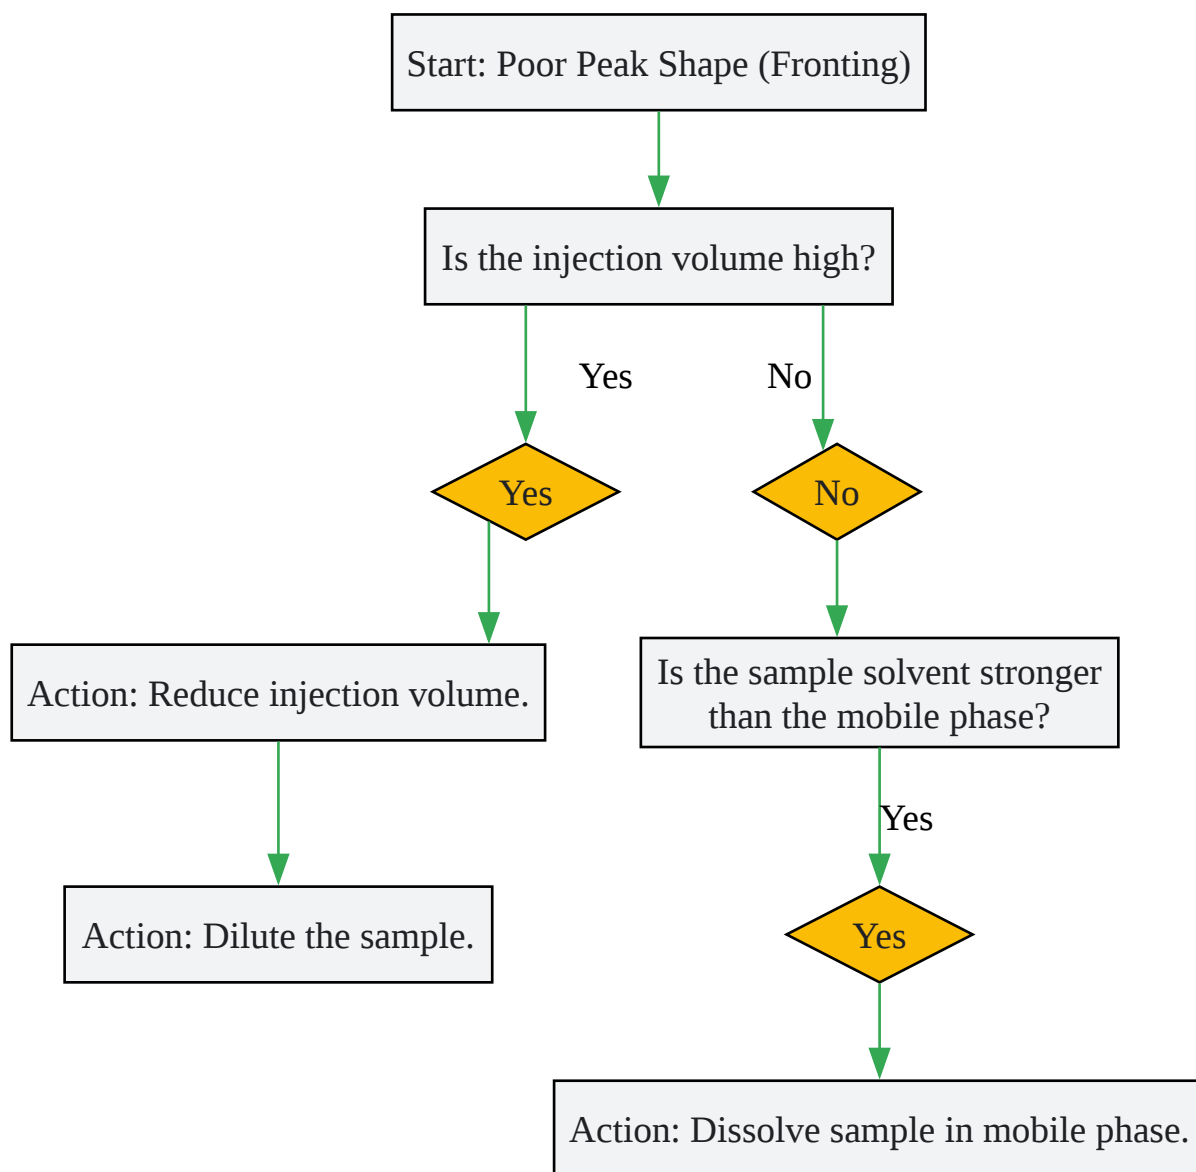 Start: Poor Peak Shape (Fronting)
Is the injection volume high?
Yes
No
Yes
No
Action: Reduce injection volume.
Is the sample solvent stronger
than the mobile phase?
Yes
Action: Dilute the sample.
Yes
Action: Dissolve sample in mobile phase.